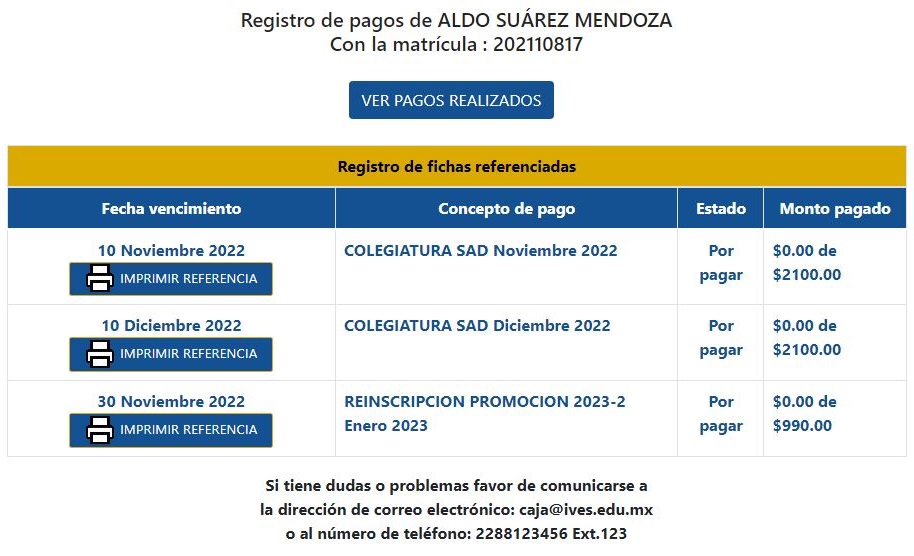 Registro de pagos de ALDO SUÁREZ MENDOZA
Con la matrícula : 202110817
VER PAGOS REALIZADOS
Registro de fichas referenciadas
Fecha vencimiento Concepto de pago Estado Monto pagado
10 Noviembre 2022 COLEGIATURA SAD Noviembre 2022 Por $0.00 de
IMPRIMIR REFERENCIA pagar $2100.00
10 Diciembre 2022 COLEGIATURA SAD Diciembre 2022 Por $0.00 de
IMPRIMIR REFERENCIA pagar $2100.00
30 Noviembre 2022 REINSCRIPCION PROMOCION 2023-2 Por $0.00 de
IMPRIMIR REFERENCIA Enero 2023 pagar $990.00
Si tiene dudas o problemas favor de comunicarse a
la dirección de correo electrónico: caja@ives.edu.mx
o al número de teléfono: 2288123456 Ext.123